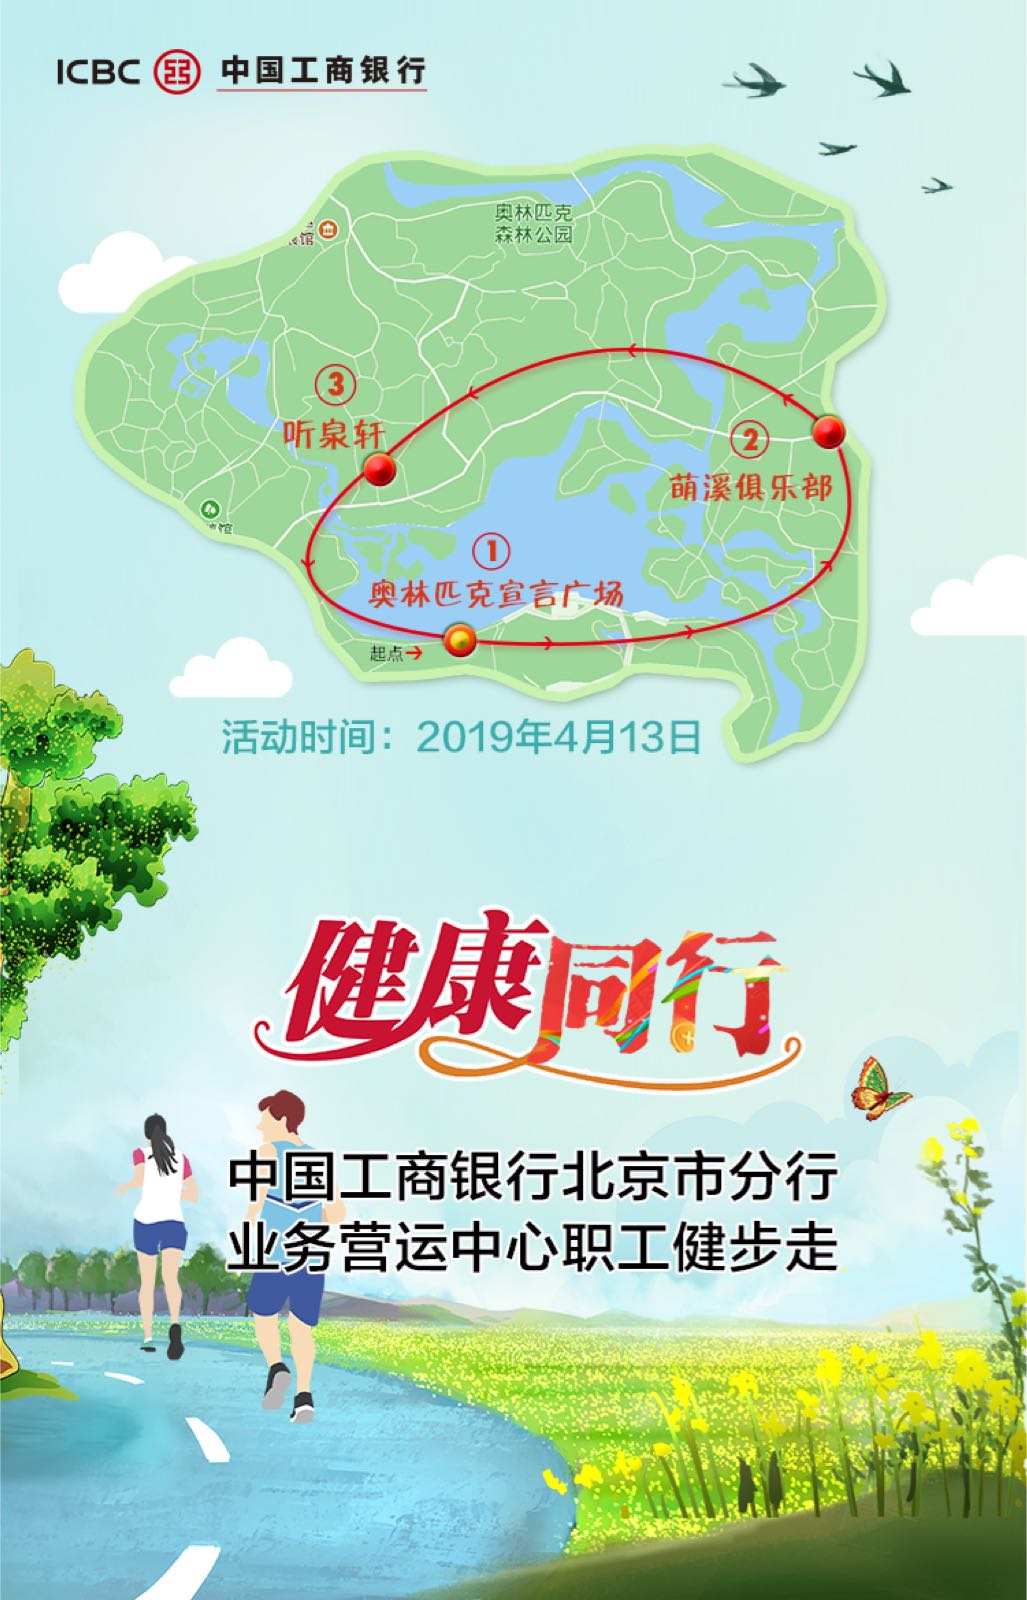 ICBC 中国工商银行
奥林匹克
森林公园
馆
③
听泉轩
②
萌溪俱乐部
馆
①
奥林匹克宣言广场
起点→
活动时间：2019年4月13日
健康同行
中国工商银行北京市分行
业务营运中心职工健步走